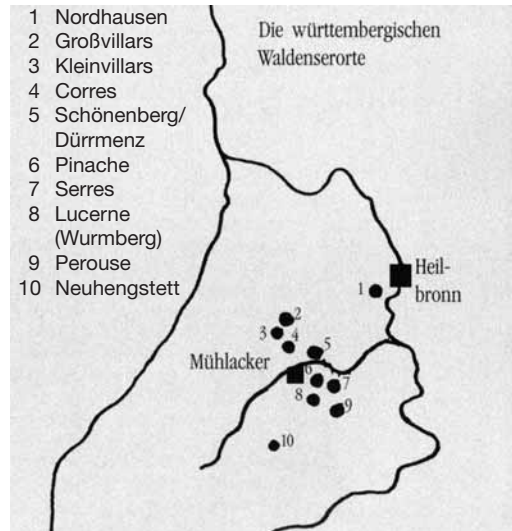 1 Nordhausen
2 Großvillars
3 Kleinvillars
4 Corres
5 Schönenberg/
Dürrmenz
6 Pinache
7 Serres
8 Lucerne
(Wurmberg)
9 Perouse
10 Neuhengstett
Die württembergischen
Waldenserorte
Heil-
bronn
1
2
3
4
5
Mühlacker
6
7
8
9
10